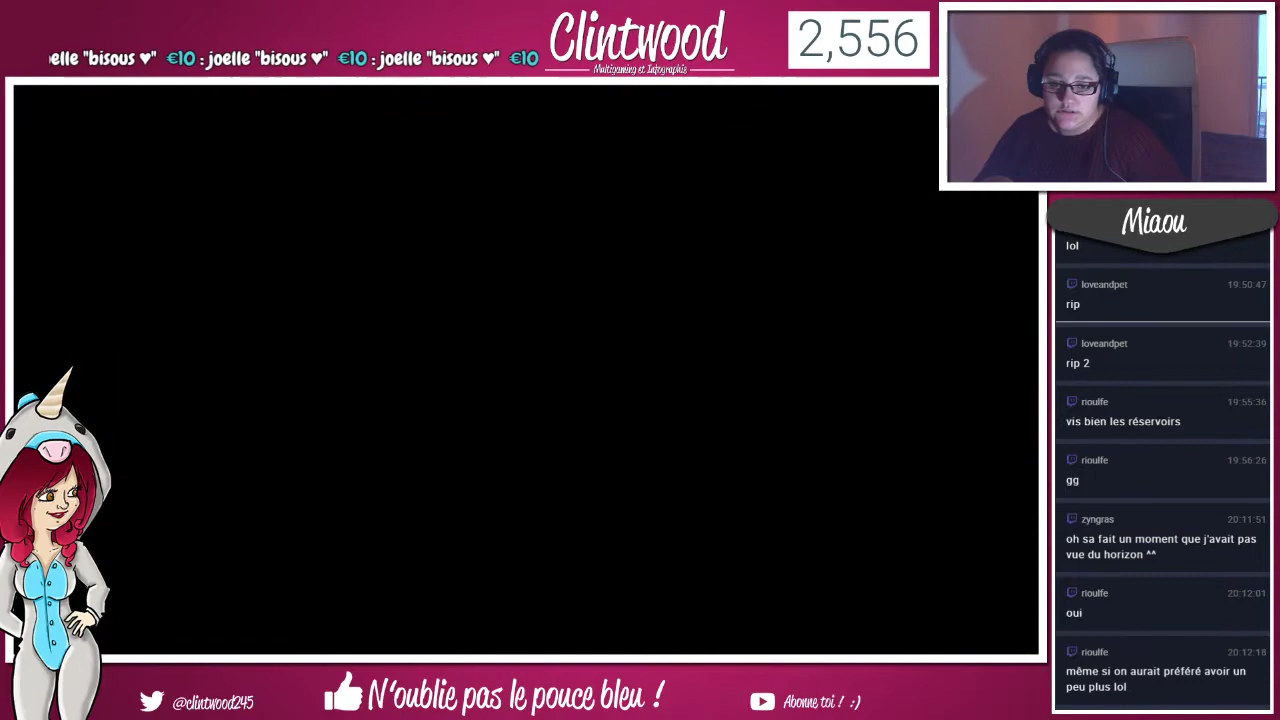 elle "bisous ♥" €10 : joelle "bisous ♥" €10 : joelle "bisous ♥" €10
Clintwood
Multigaming et Infographie
2,556
Miaou
lol
loveandpet 19:50:47
rip
loveandpet 19:52:39
rip 2
rioulfe 19:55:36
vis bien les réservoirs
rioulfe 19:56:26
gg
zyngras 20:11:51
oh sa fait un moment que j'avait pas
vue du horizon ^^
rioulfe 20:12:01
oui
rioulfe 20:12:18
même si on aurait préféré avoir un
peu plus lol
@clintwood245
N'oublie pas le pouce bleu !
Abonne toi ! :)